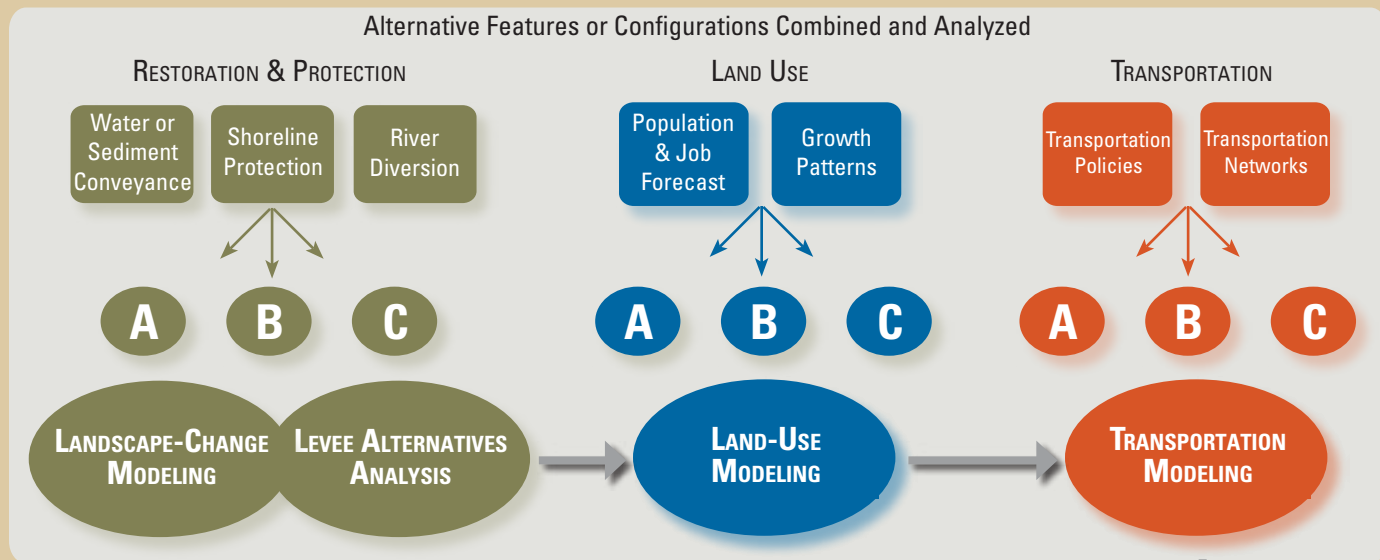 Alternative Features or Configurations Combined and Analyzed
RESTORATION & PROTECTION
Water or
Sediment
Conveyance
Shoreline
Protection
River
Diversion
A
B
C
LANDSCAPE-CHANGE
MODELING
LEVEE ALTERNATIVES
ANALYSIS
LAND USE
Population
& Job
Forecast
Growth
Patterns
A
B
C
LAND-USE
MODELING
TRANSPORTATION
Transportation
Policies
Transportation
Networks
A
B
C
TRANSPORTATION
MODELING